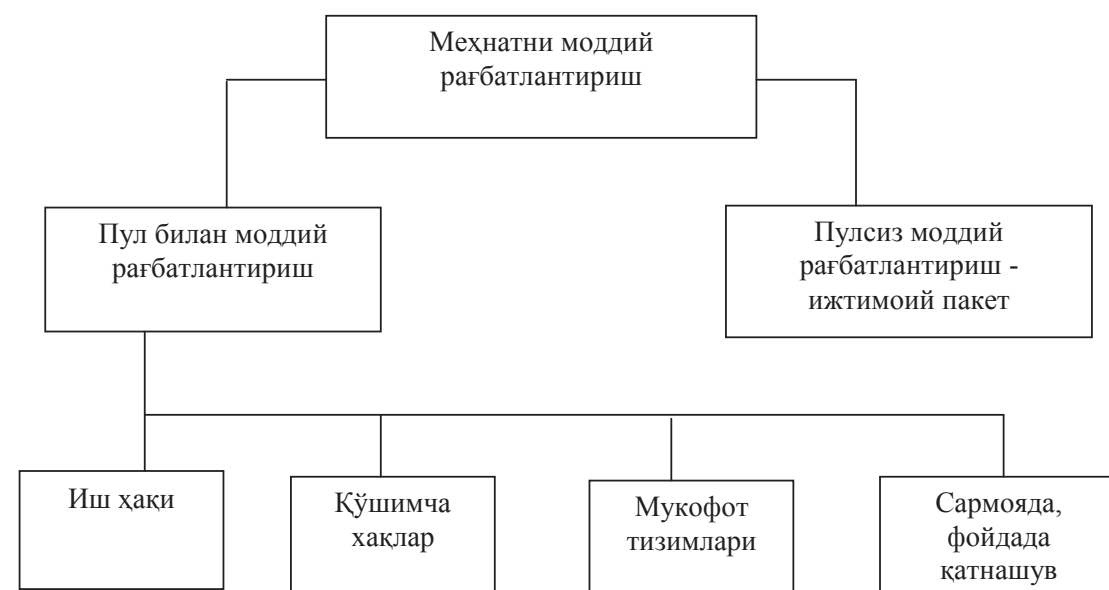 Меҳнатни моддий
рағбатлантириш
Пул билан моддий
рағбатлантириш
Пулсиз моддий
рағбатлантириш -
ижтимоий пакет
Иш ҳақи
Қўшимча
хақлар
Мукофот
тизимлари
Сармояда,
фойдада
қатнашув